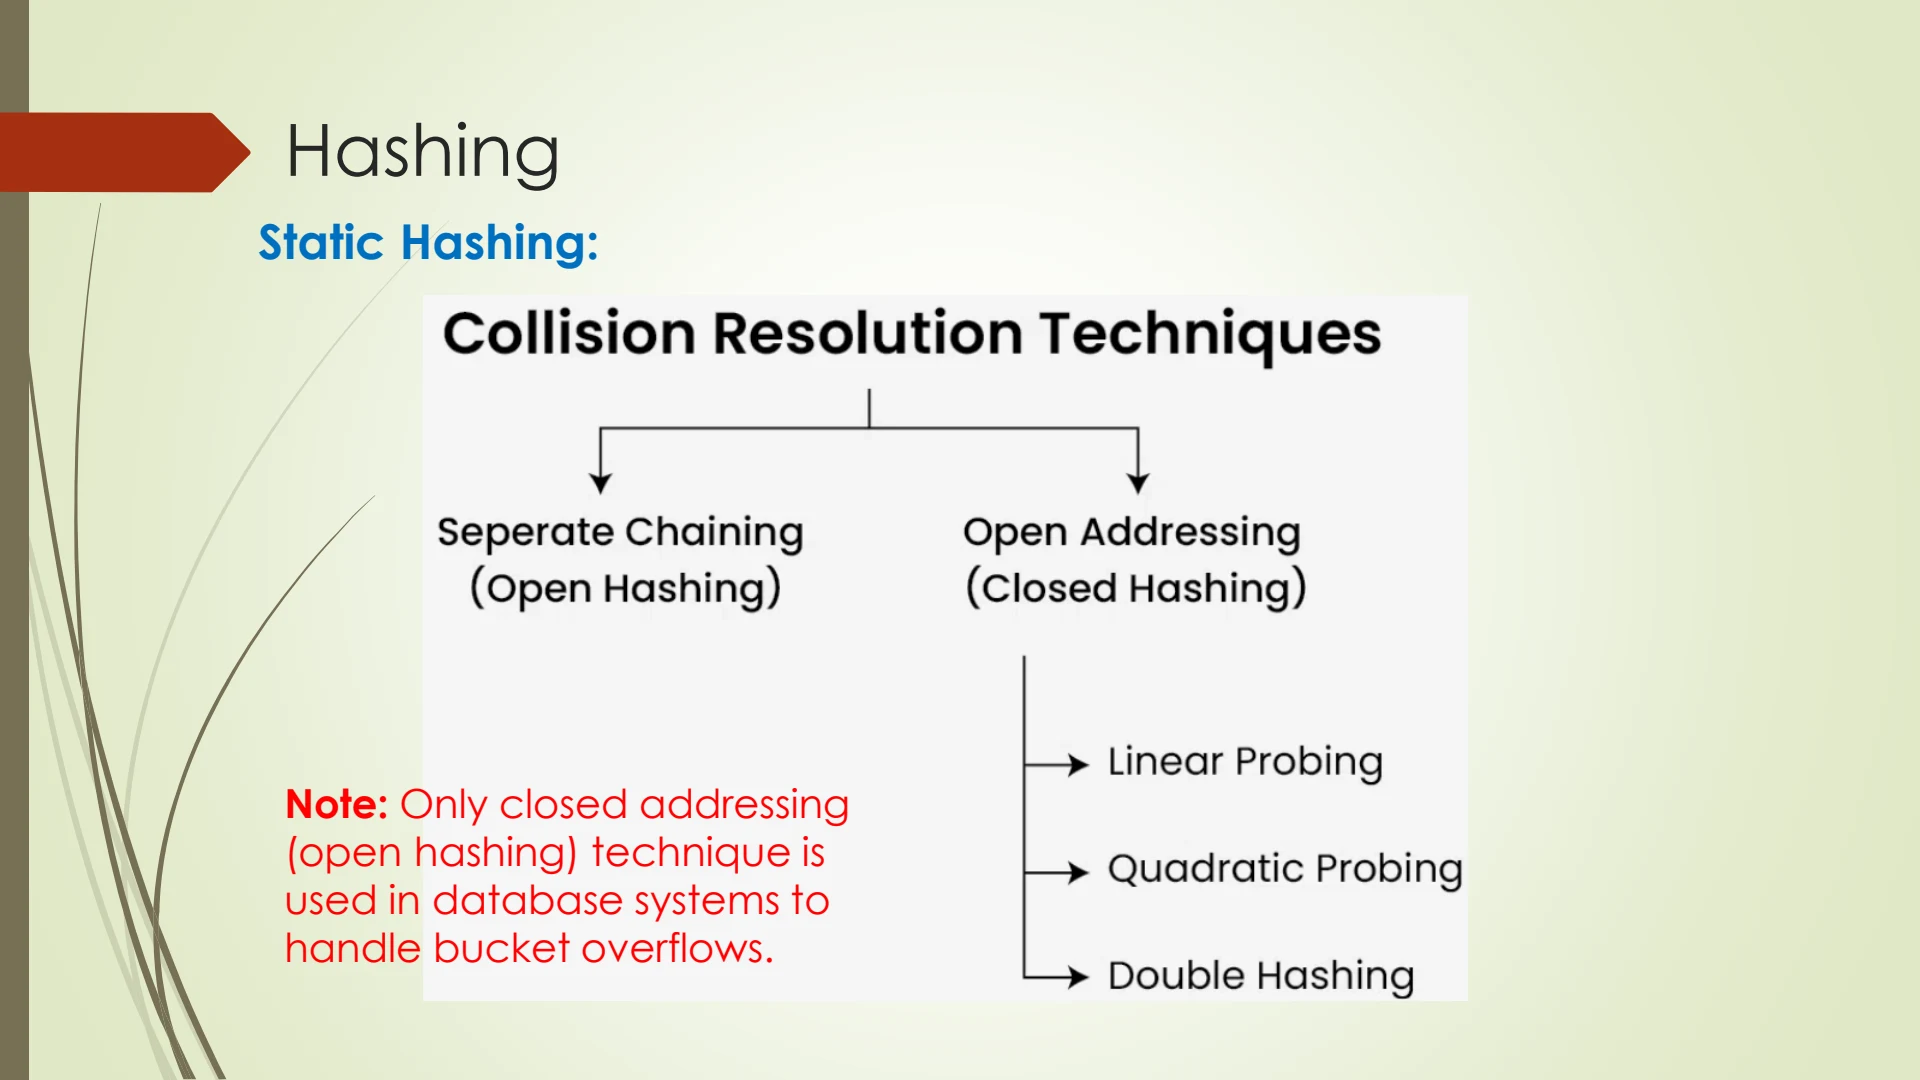 Hashing
Static Hashing:
Collision Resolution Techniques
Seperate Chaining
(Open Hashing)
Open Addressing
(Closed Hashing)
Linear Probing
Quadratic Probing
Double Hashing
Note: Only closed addressing
(open hashing) technique is
used in database systems to
handle bucket overflows.